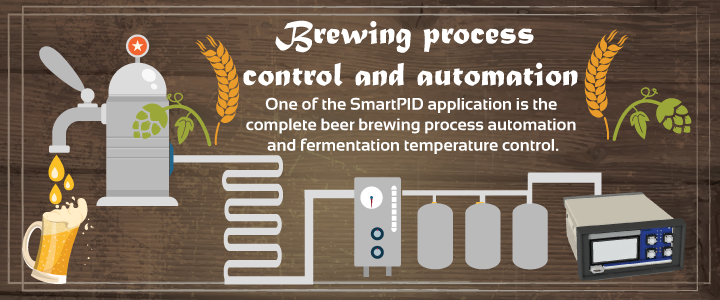 Brewing process
control and automation
One of the SmartPID application is the
complete beer brewing process automation
and fermentation temperature control.